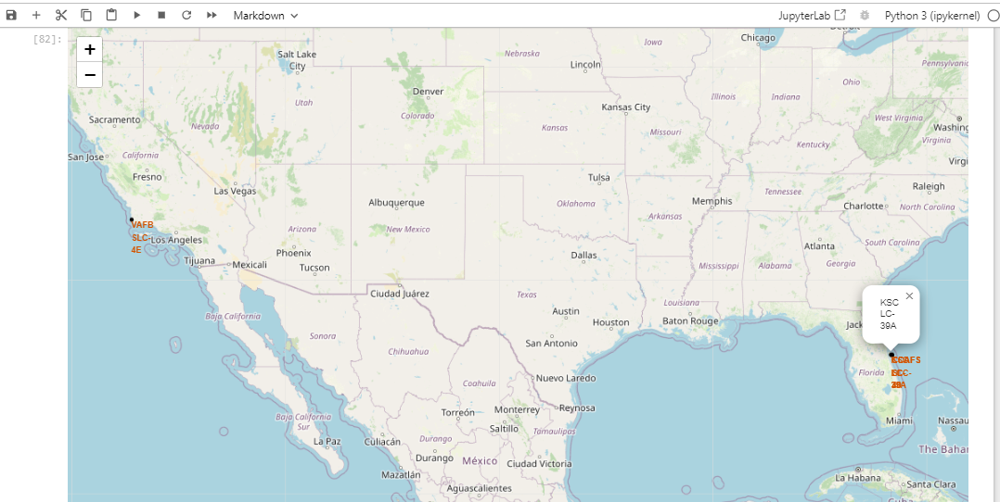 Markdown
JupyterLab
Python 3 (ipykernel)
[82]:
+
−
Salt Lake
City
Nebraska
Iowa
Chicago
Detroit
Lincoln
Pennsylvania
Denver
Utah
Colorado
Kansas City
Illinois
Indiana
Ohio
Sacramento
Nevada
Kansas
Missouri
West Virginia
Washing
San Jose
California
Kentucky
Virginia
Virgi
Fresno
Las Vegas
Tulsa
Raleigh
Albuquerque
Oklahoma
Memphis
Tennessee
Charlotte
North Carolina
VAFB
SLC-
4E
Los Angeles
Arizona
New Mexico
Arkansas
Atlanta
South Carolina
Phoenix
Tijuana
Mexicali
Tucson
Dallas
Mississippi
Alabama
Georgia
Ciudad Juárez
Texas
Louisiana
KSC
LC-
39A
×
Baja California
Austin
Houston
Baton Rouge
Jack
Sonora
San Antonio
Chihuahua
Florida
Coahuila
Nuevo Laredo
Baja California
Sur
Torreón
Monterrey
Reynosa
Miami
Nassau
Saltillo
Tamaulipas
La Paz
Culiacán
Durango
The Bahar
Durango
México
Ciudad Victoria
Mazatlán
La Habana
Santa Clara
Aguascalientes